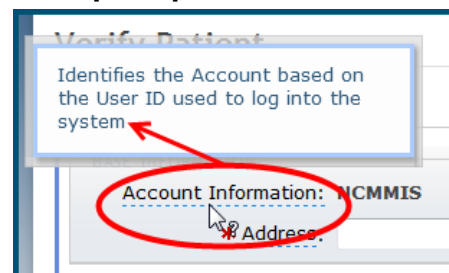 Verify Patient
Identifies the Account based on
the User ID used to log into the
system
Account Information: NCMMIS
* Address: